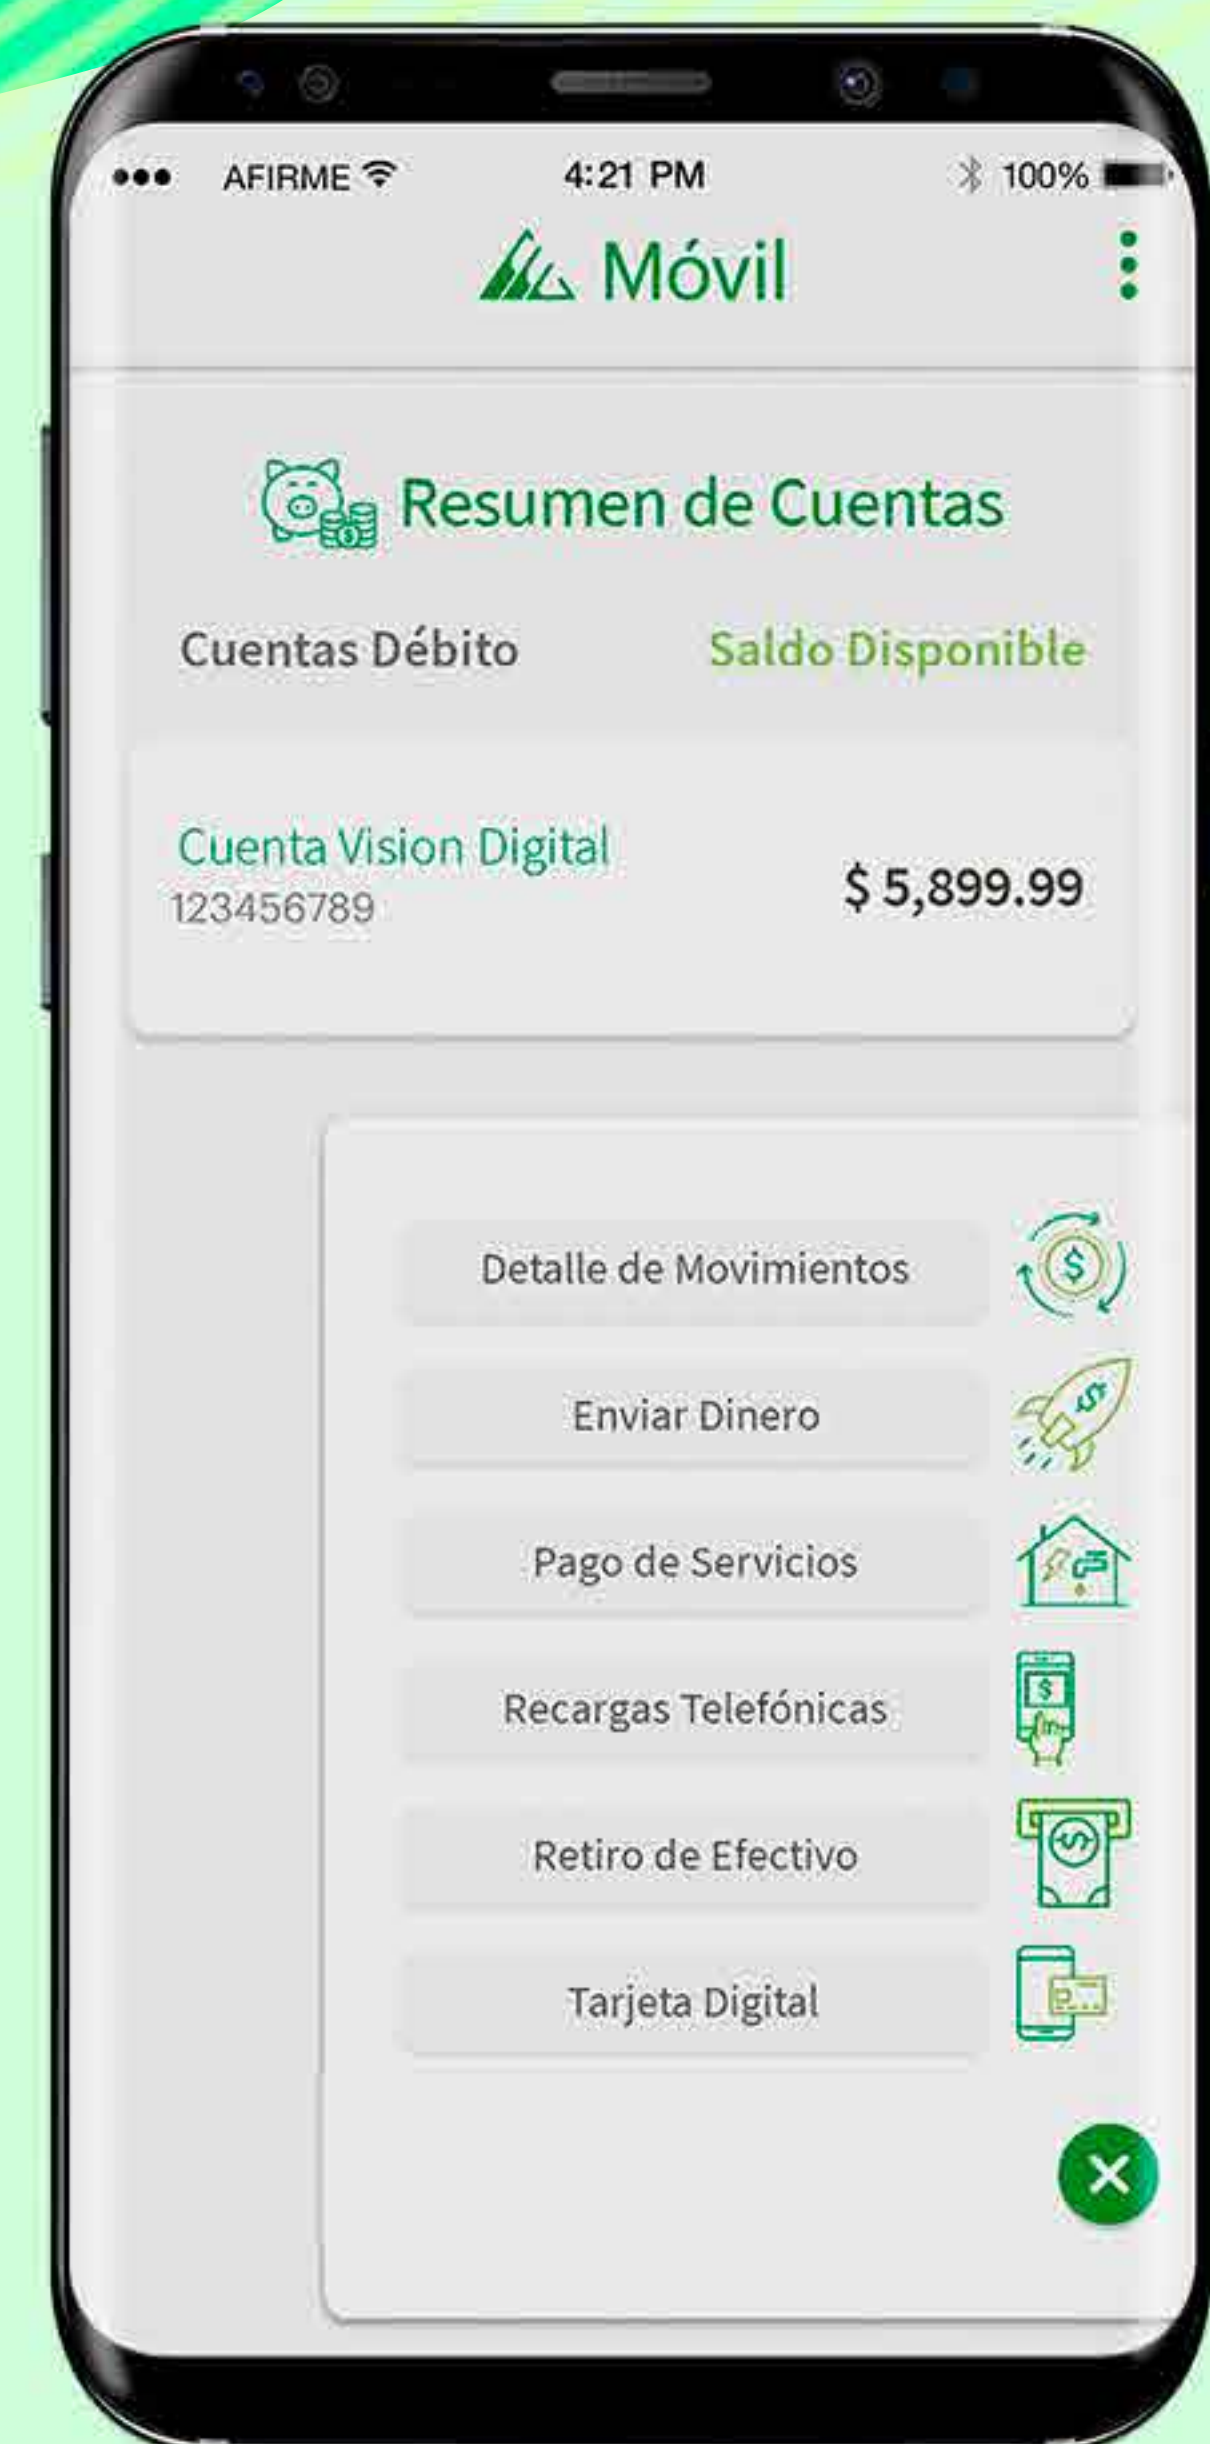 AFIRME 4:21 PM 100%
Móvil
Resumen de Cuentas
Cuentas Débito Saldo Disponible
Cuenta Vision Digital
123456789
$ 5,899.99
Detalle de Movimientos
Enviar Dinero
Pago de Servicios
Recargas Telefónicas
Retiro de Efectivo
Tarjeta Digital